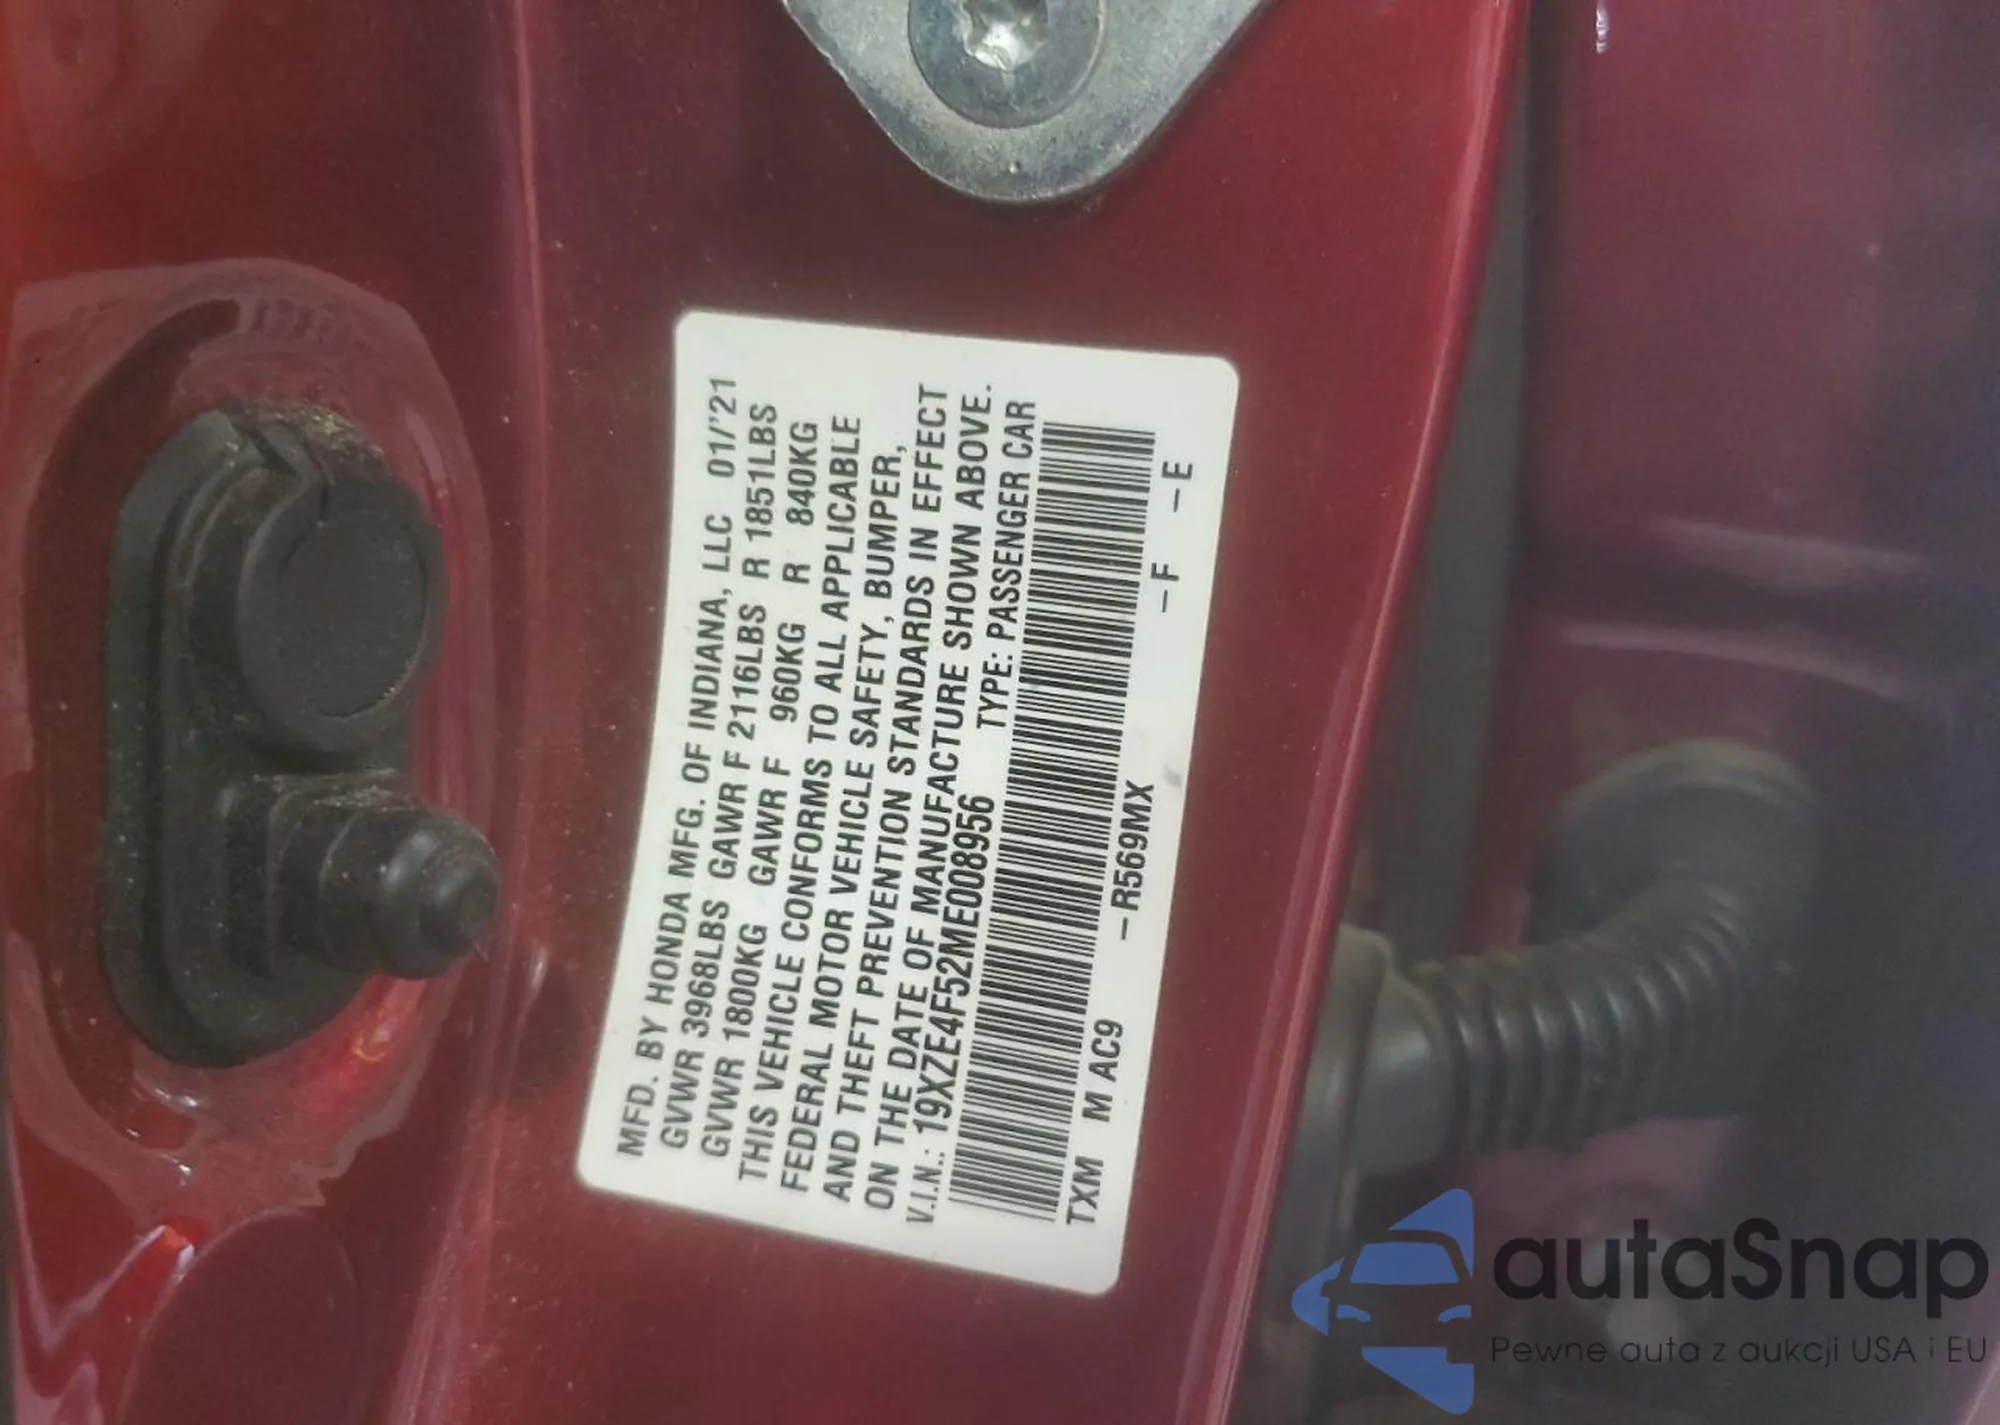 MFD. BY HONDA MFG. OF INDIANA, LLC 01/'21
GVWR 3968LBS GAWR F 2116LBS R 1851LBS
GVWR 1800KG GAWR F 960KG R 840KG
THIS VEHICLE CONFORMS TO ALL APPLICABLE
FEDERAL MOTOR VEHICLE SAFETY, BUMPER,
AND THEFT PREVENTION STANDARDS IN EFFECT
ON THE DATE OF MANUFACTURE SHOWN ABOVE.
V.I.N.: 19XZE4F52ME008956 TYPE: PASSENGER CAR
TXM M AC9 –R569MX –F –E
autaSnap
Pewne auta z aukcji USA i EU